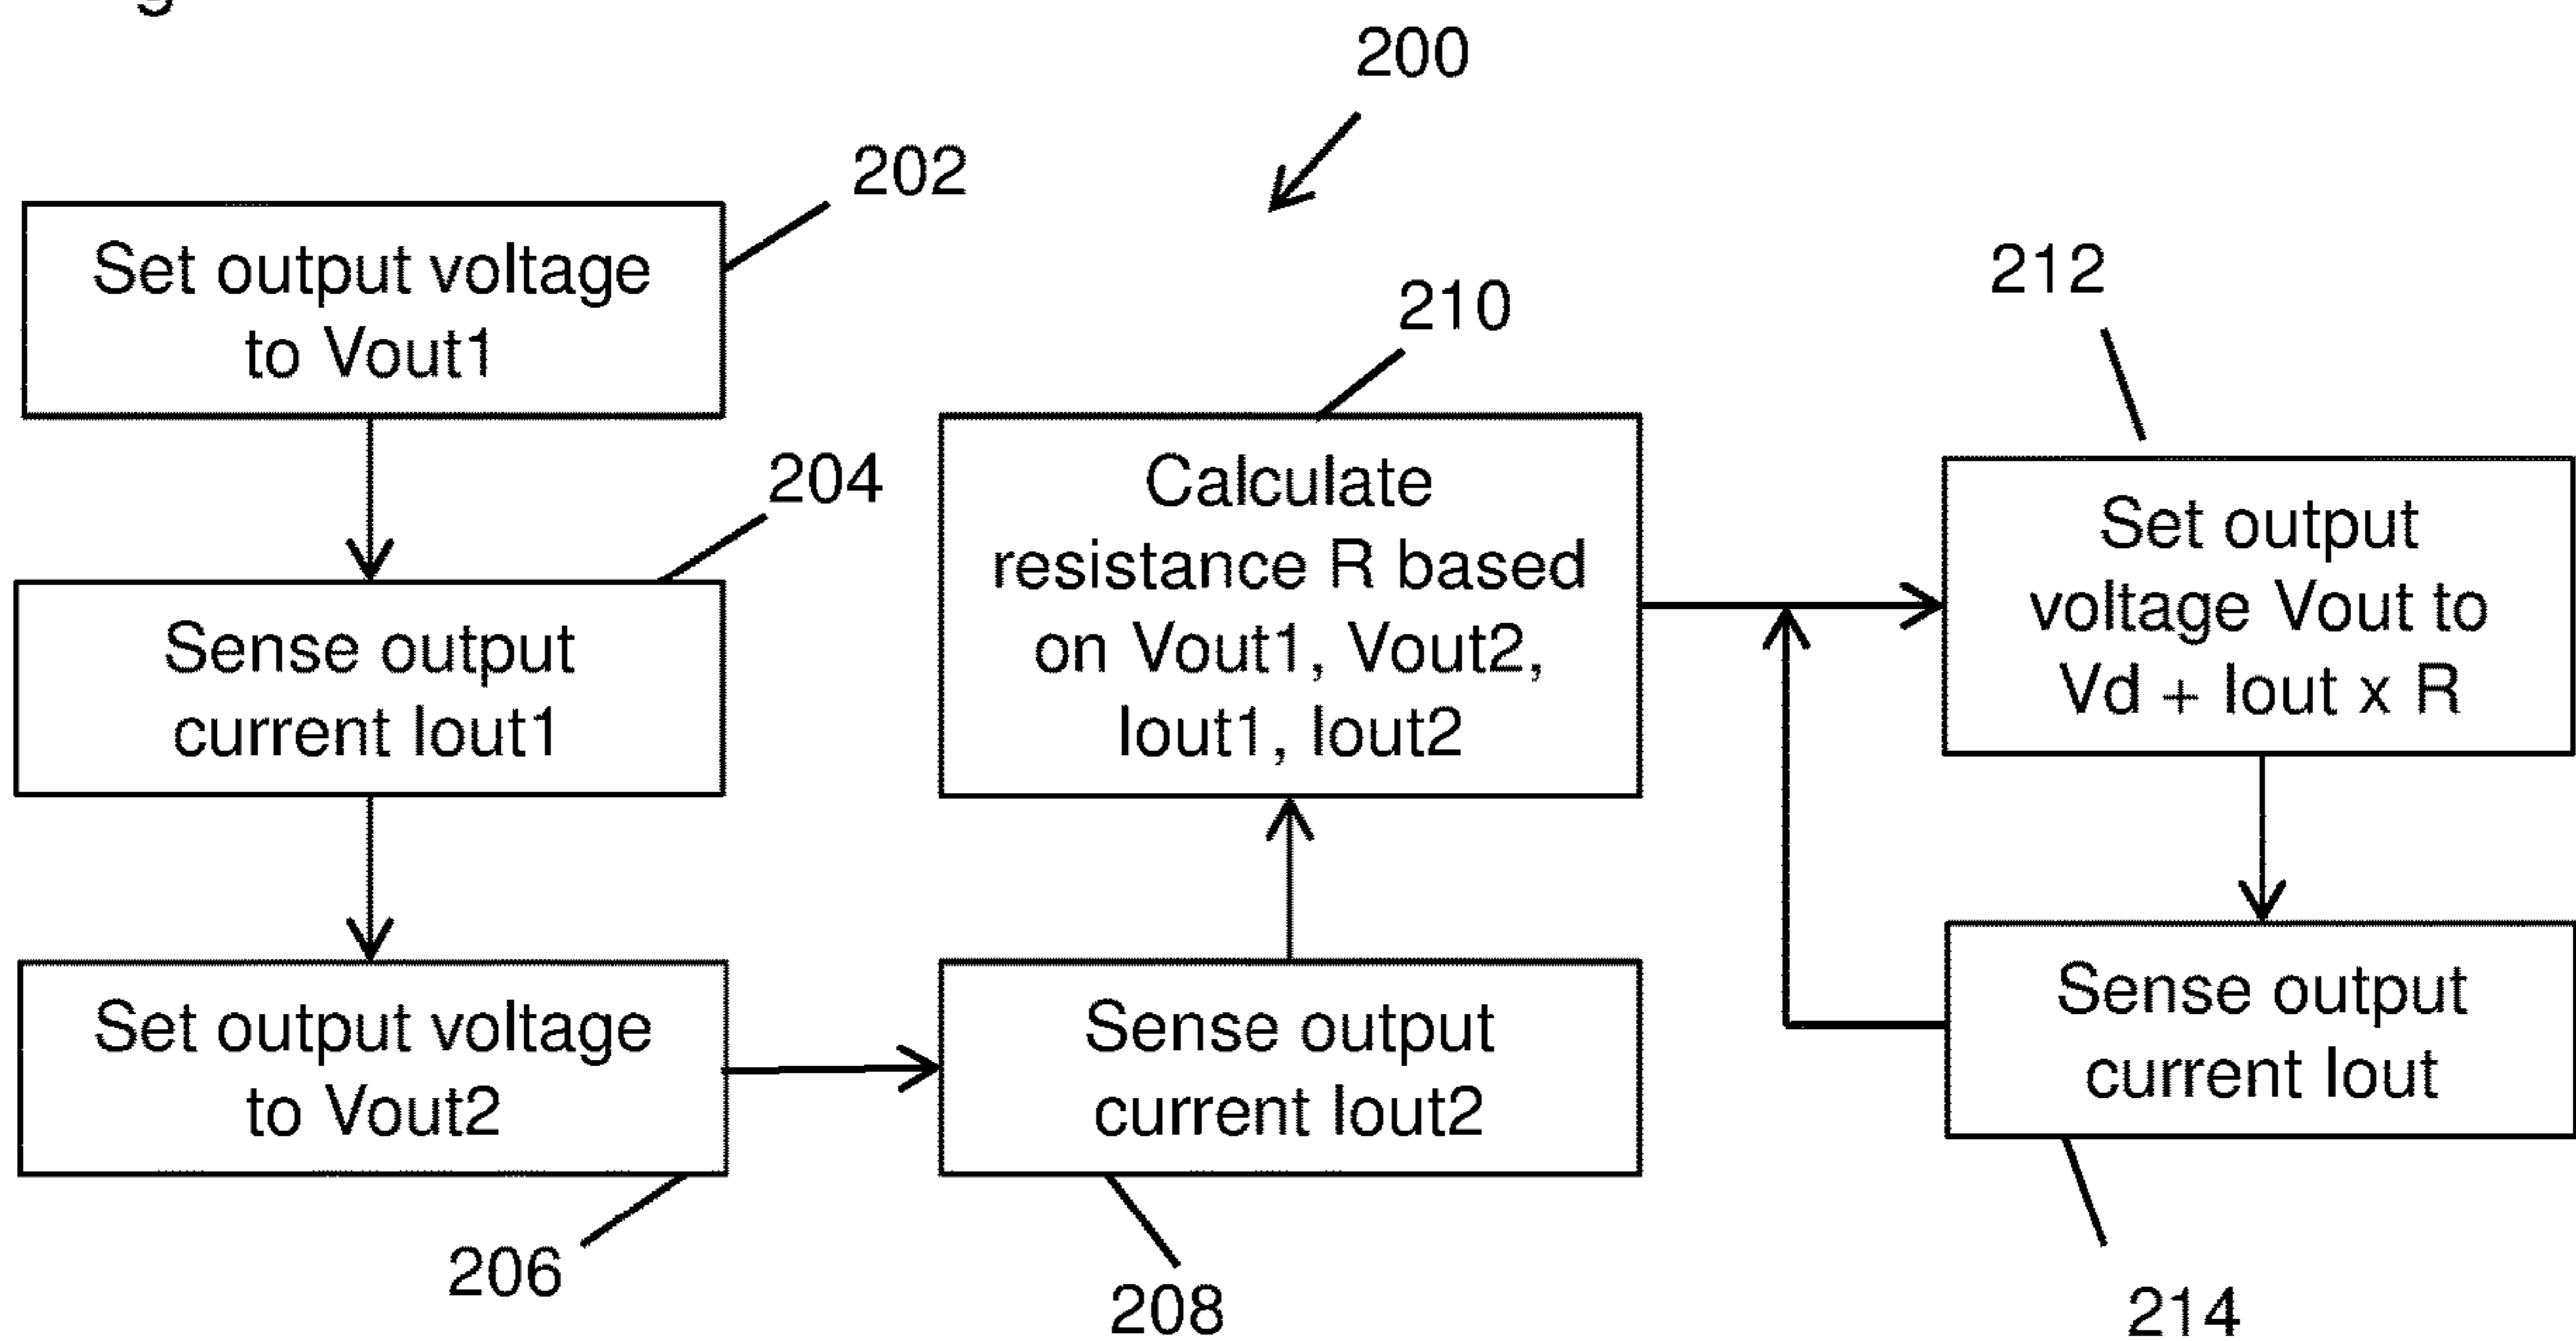 200
202
Set output voltage
to Vout1
204
Sense output
current Iout1
Set output voltage
to Vout2
206
Sense output
current Iout2
208
210
Calculate
resistance R based
on Vout1, Vout2,
Iout1, Iout2
212
Set output
voltage Vout to
Vd + Iout x R
Sense output
current Iout
214